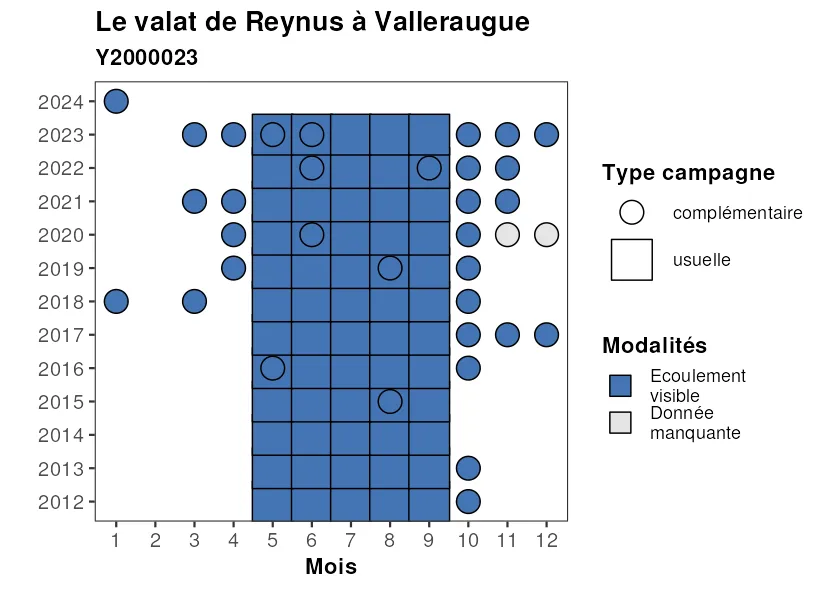 Le valat de Reynus à Valleraugue
Y2000023
2024
2023
2022
2021
2020
2019
2018
2017
2016
2015
2014
2013
2012
1 2 3 4 5 6 7 8 9 10 11 12
Mois
Type campagne
complémentaire
usuelle
Modalités
Ecoulement
visible
Donnée
manquante